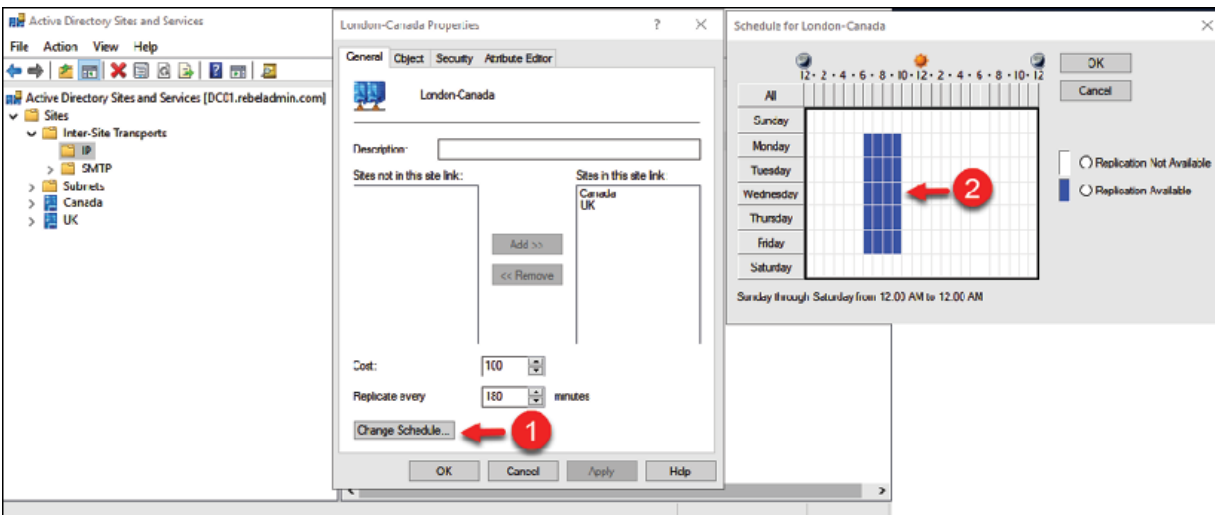 Active Directory Sites and Services
File Action View Help
Active Directory Sites and Services [DC01.rebeladmin.com]
Sites
Inter-Site Transports
IP
SMTP
Subnets
Canada
UK
London-Canada Properties
General Object Security Attribute Editor
London-Canada
Description:
Sites not in this site link:
Sites in this site link:
Canada
UK
Add >>
<< Remove
Cost:
100
Replicate every
180
minutes
Change Schedule...
1
OK Cancel Apply Help
Schedule for London-Canada
12 · 2 · 4 · 6 · 8 · 10 · 12 · 2 · 4 · 6 · 8 · 10 · 12
All
Sunday
Monday
Tuesday
Wednesday
Thursday
Friday
Saturday
2
OK
Cancel
Replication Not Available
Replication Available
Sunday through Saturday from 12:00 AM to 12:00 AM